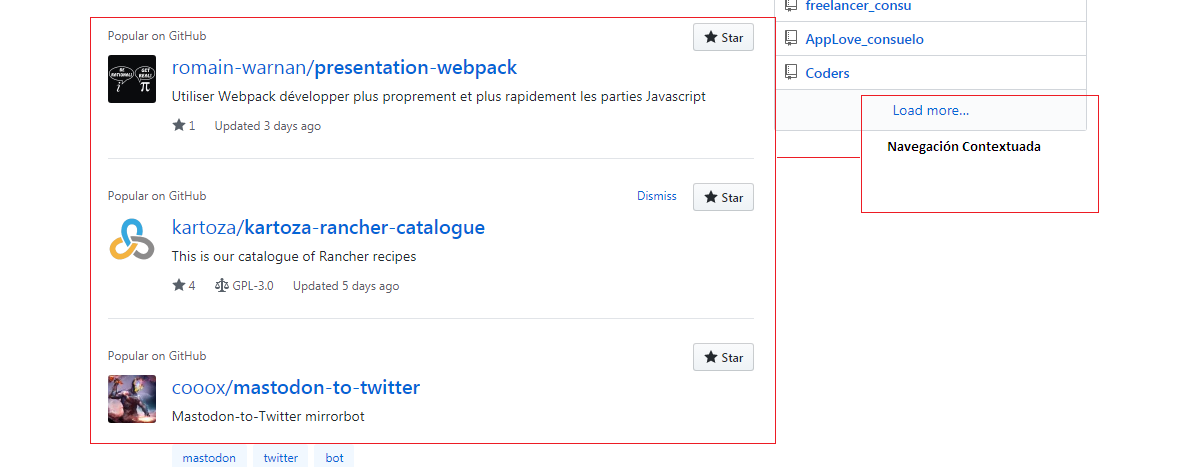 Popular on GitHub
Star
romain-warnan/presentation-webpack
Utiliser Webpack développer plus proprement et plus rapidement les parties Javascript
1 Updated 3 days ago
Popular on GitHub
Dismiss Star
kartoza/kartoza-rancher-catalogue
This is our catalogue of Rancher recipes
4 GPL-3.0 Updated 5 days ago
Popular on GitHub
Star
cooox/mastodon-to-twitter
Mastodon-to-Twitter mirrorbot
mastodon twitter bot
freelancer_consu
AppLove_consuelo
Coders
Load more...
Navegación Contextuada